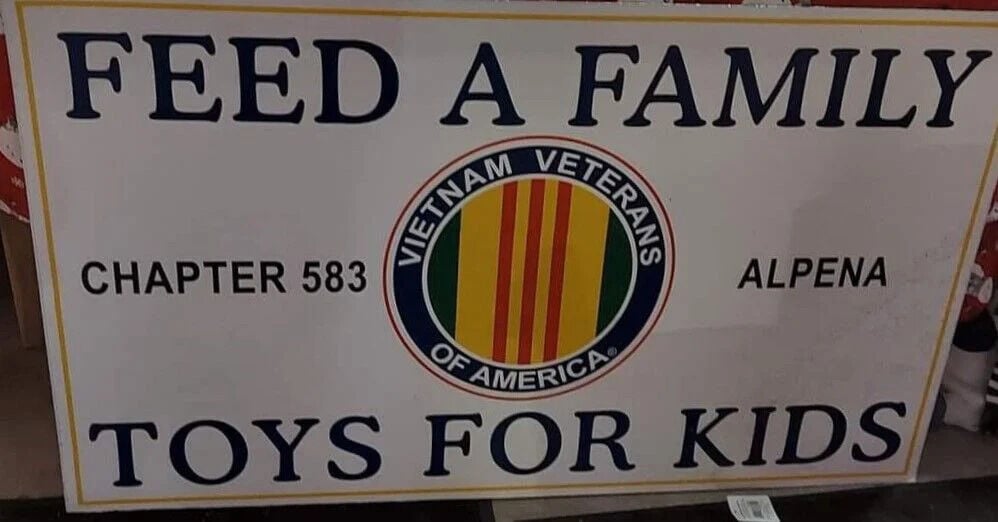 FEED A FAMILY
VIETNAM VETERANS
CHAPTER 583
ALPENA
OF AMERICA®
TOYS FOR KIDS